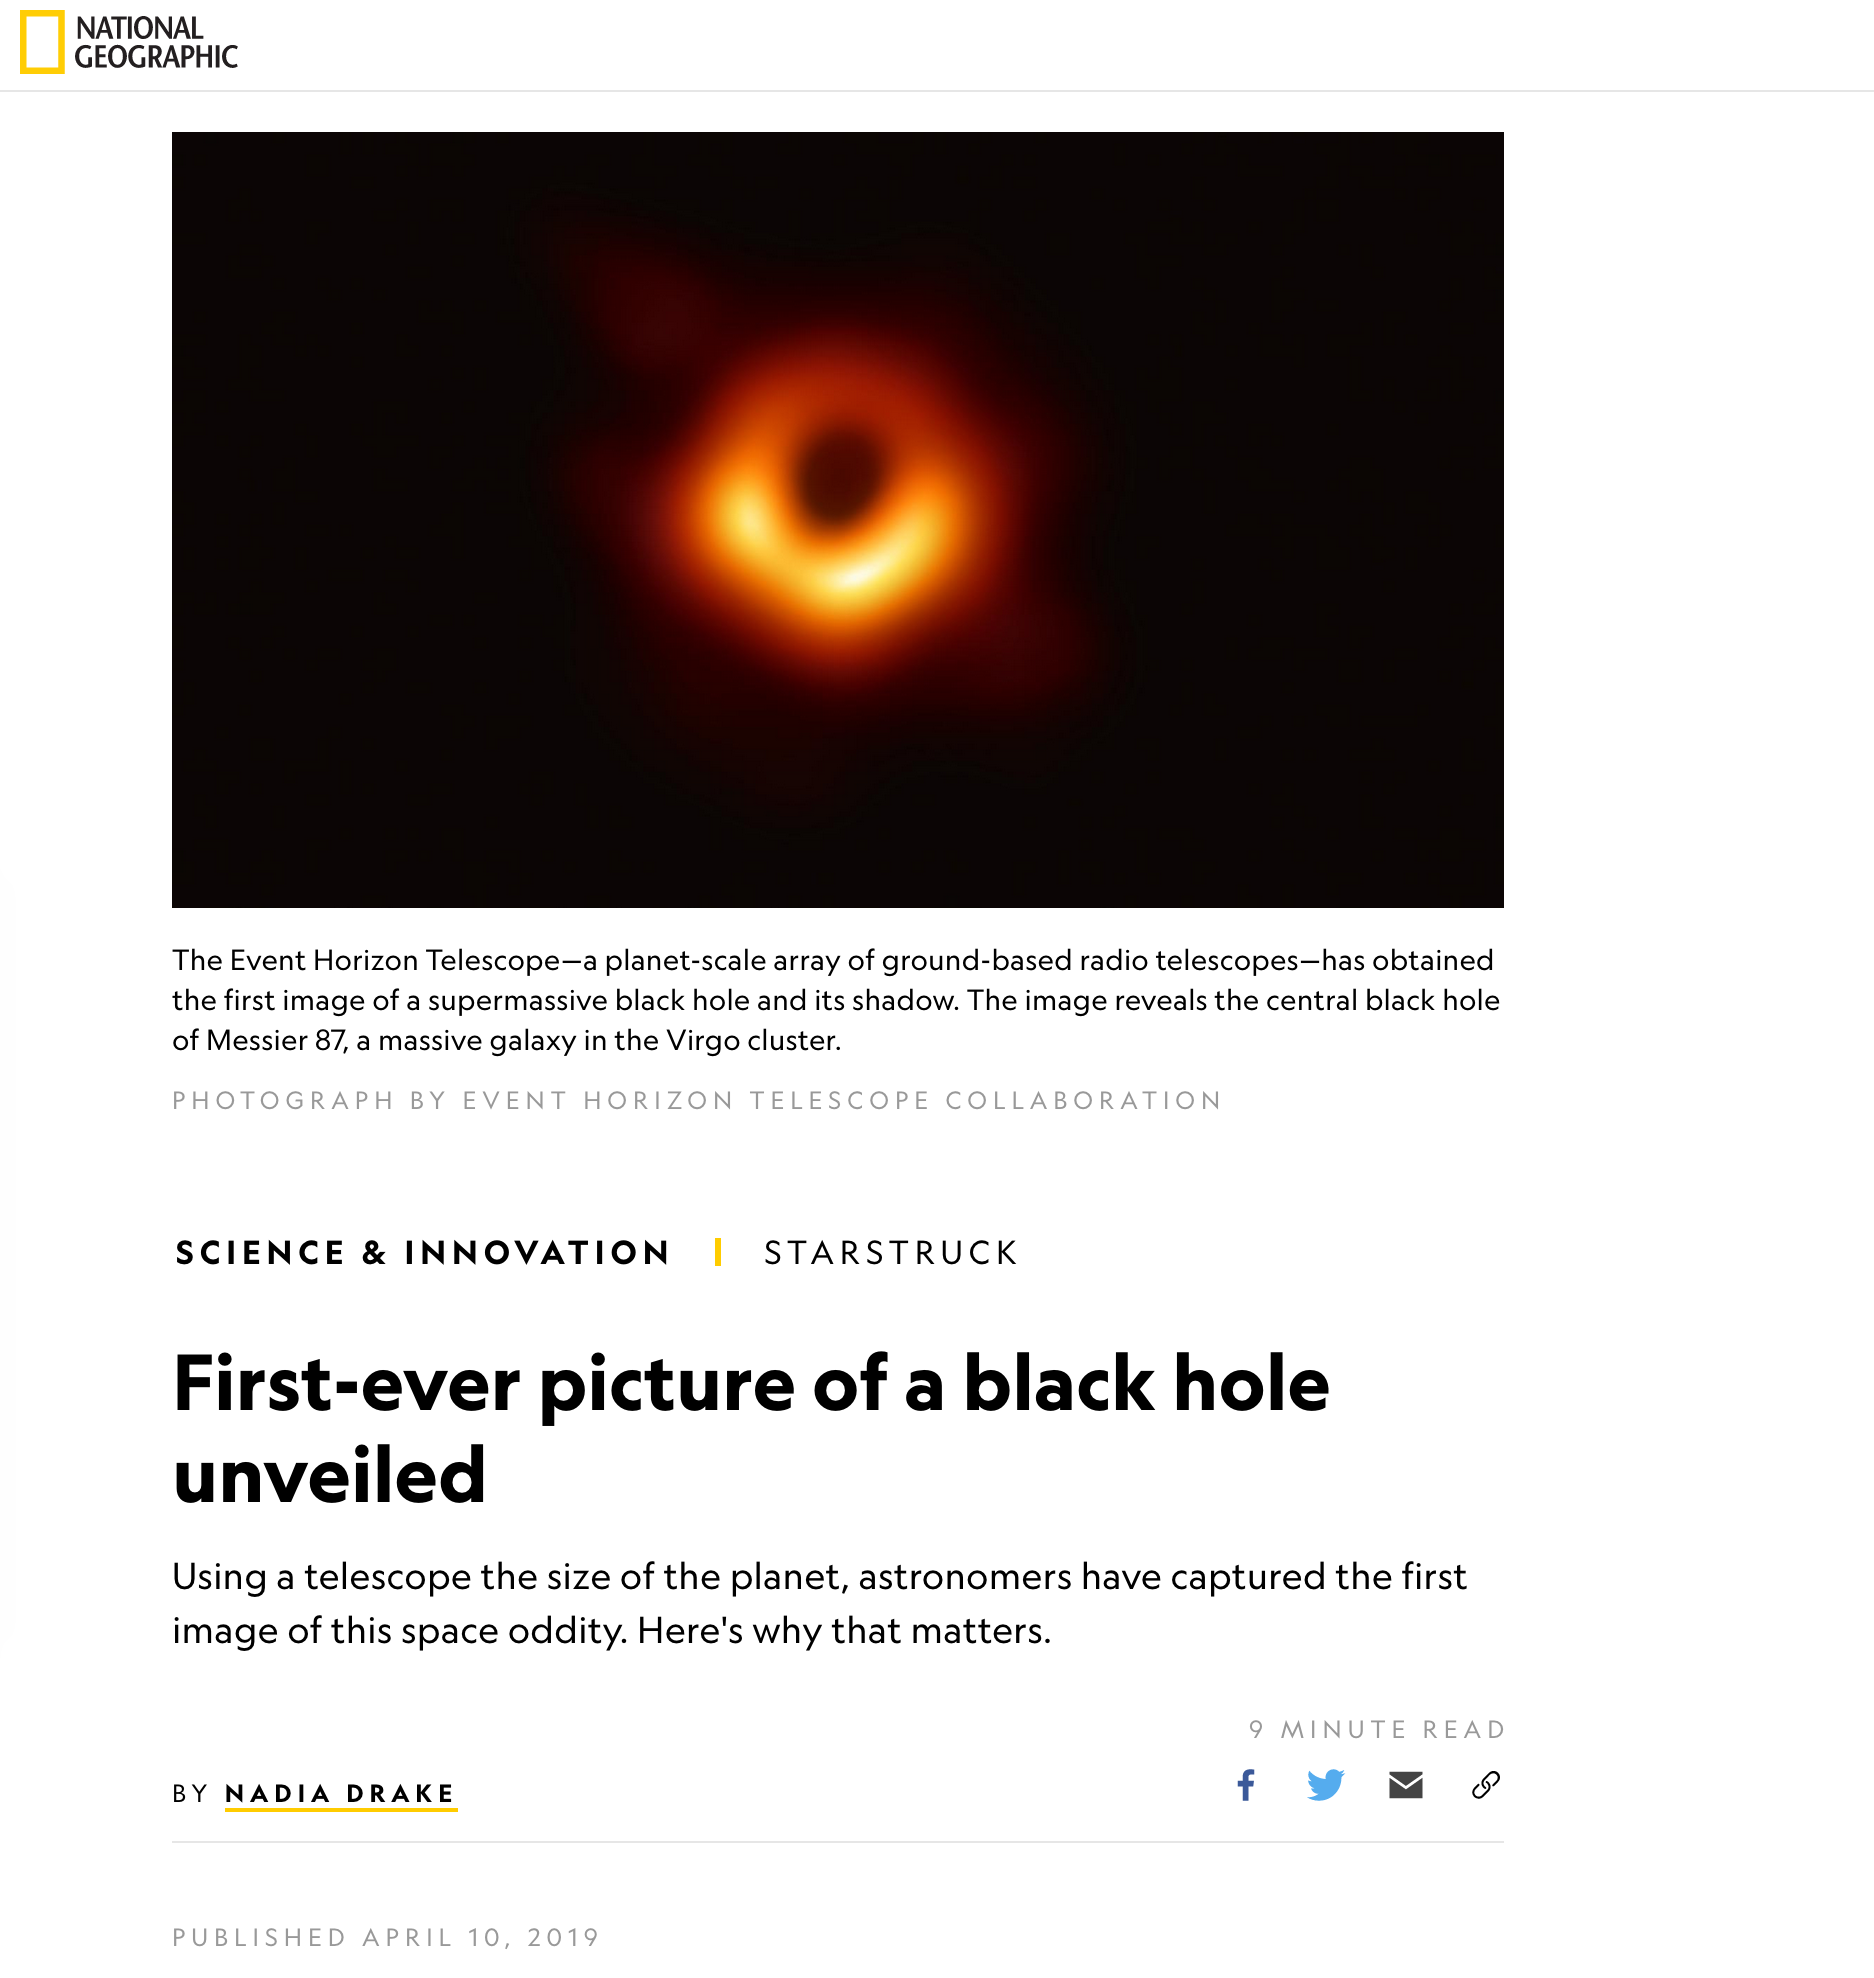 NATIONAL
GEOGRAPHIC
The Event Horizon Telescope—a planet-scale array of ground-based radio telescopes—has obtained
the first image of a supermassive black hole and its shadow. The image reveals the central black hole
of Messier 87, a massive galaxy in the Virgo cluster.
PHOTOGRAPH BY EVENT HORIZON TELESCOPE COLLABORATION
SCIENCE & INNOVATION | STARSTRUCK
First-ever picture of a black hole
unveiled
Using a telescope the size of the planet, astronomers have captured the first
image of this space oddity. Here's why that matters.
9 MINUTE READ
BY NADIA DRAKE
PUBLISHED APRIL 10, 2019